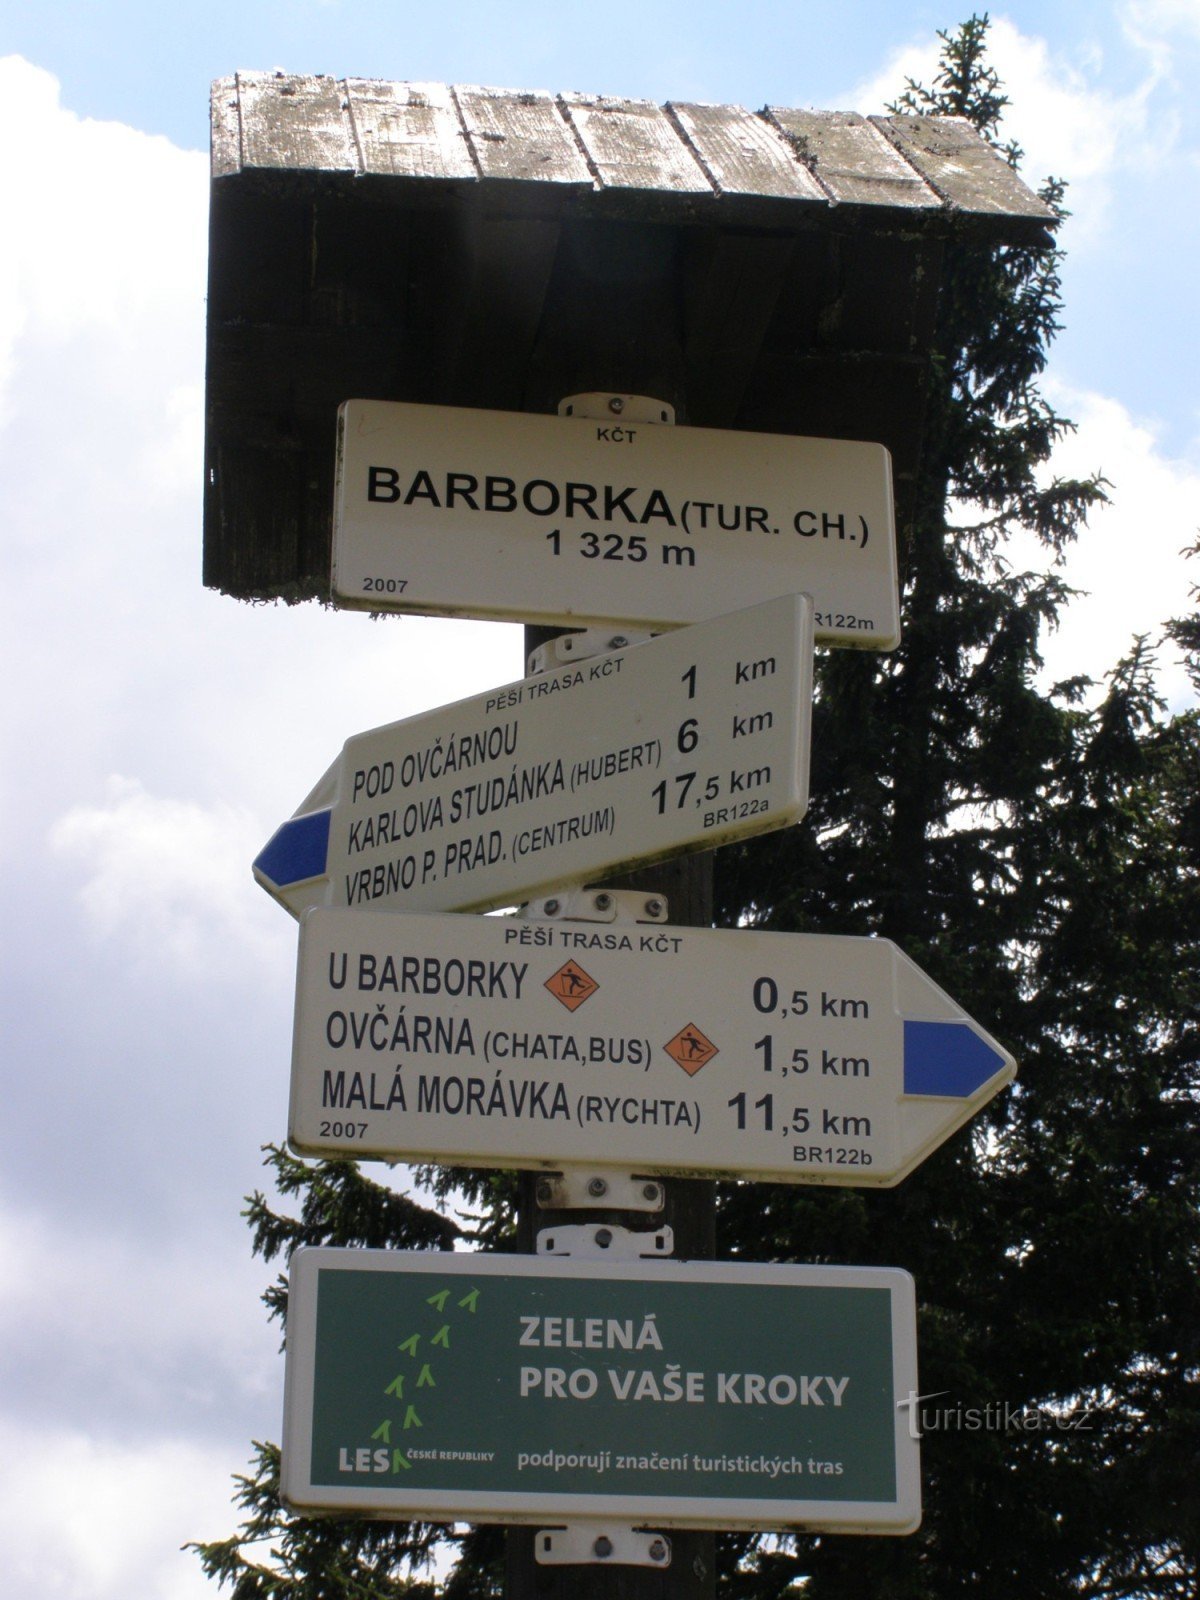 KČT
BARBORKA (TUR. CH.)
1 325 m
2007
R122m
PĚŠÍ TRASA KČT
POD OVČÁRNOU 1 km
KARLOVA STUDÁNKA (HUBERT) 6 km
VRBNO P. PRAD. (CENTRUM) 17,5 km
BR122a
PĚŠÍ TRASA KČT
U BARBORKY 0,5 km
OVČÁRNA (CHATA,BUS) 1,5 km
MALÁ MORÁVKA (RYCHTA) 11,5 km
2007 BR122b
ZELENÁ
PRO VAŠE KROKY
LES ČESKÉ REPUBLIKY
podporují značení turistických tras
Turistika.cz